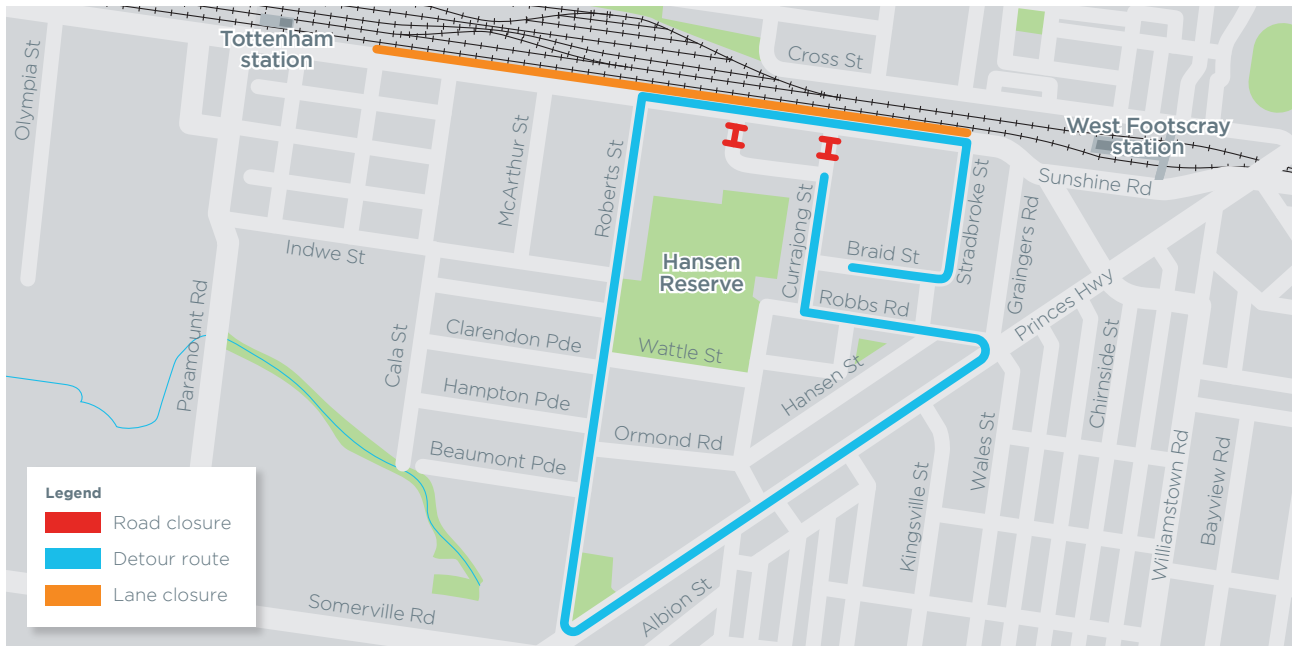 Olympia St
Tottenham
station
Cross St
West Footscray
station
Sunshine Rd
McArthur St
Roberts St
Currajong St
Stradbroke St
Graingers Rd
Indwe St
Hansen
Reserve
Braid St
Robbs Rd
Princes Hwy
Paramount Rd
Cala St
Clarendon Pde
Wattle St
Hansen St
Chirnside St
Hampton Pde
Ormond Rd
Beaumont Pde
Wales St
Kingsville St
Williamstown Rd
Bayview Rd
Somerville Rd
Albion St
Legend
Road closure
Detour route
Lane closure